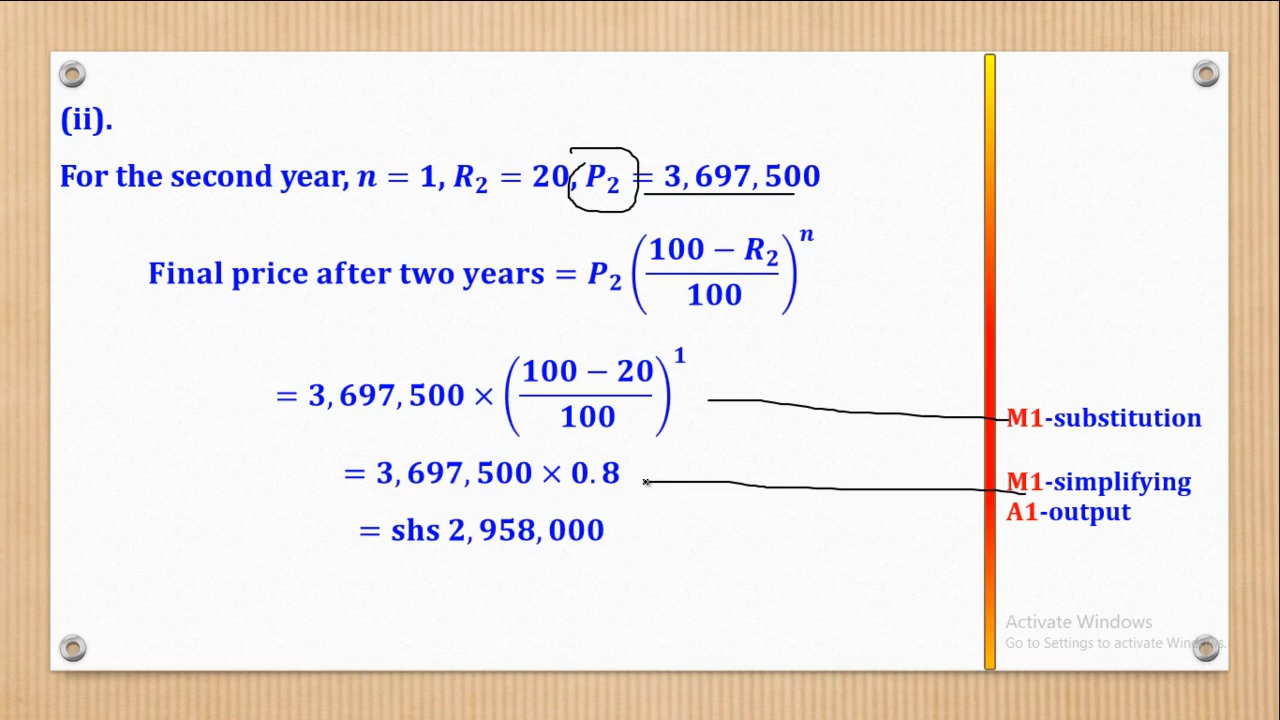 (ii).
For the second year, n = 1, R₂ = 20, P₂ = 3,697,500
Final price after two years = P₂ ((100 − R₂)/100)ⁿ
= 3,697,500 × ((100 − 20)/100)¹
M1-substitution
= 3,697,500 × 0.8
M1-simplifying
A1-output
= shs 2,958,000
Activate Windows
Go to Settings to activate Windows.